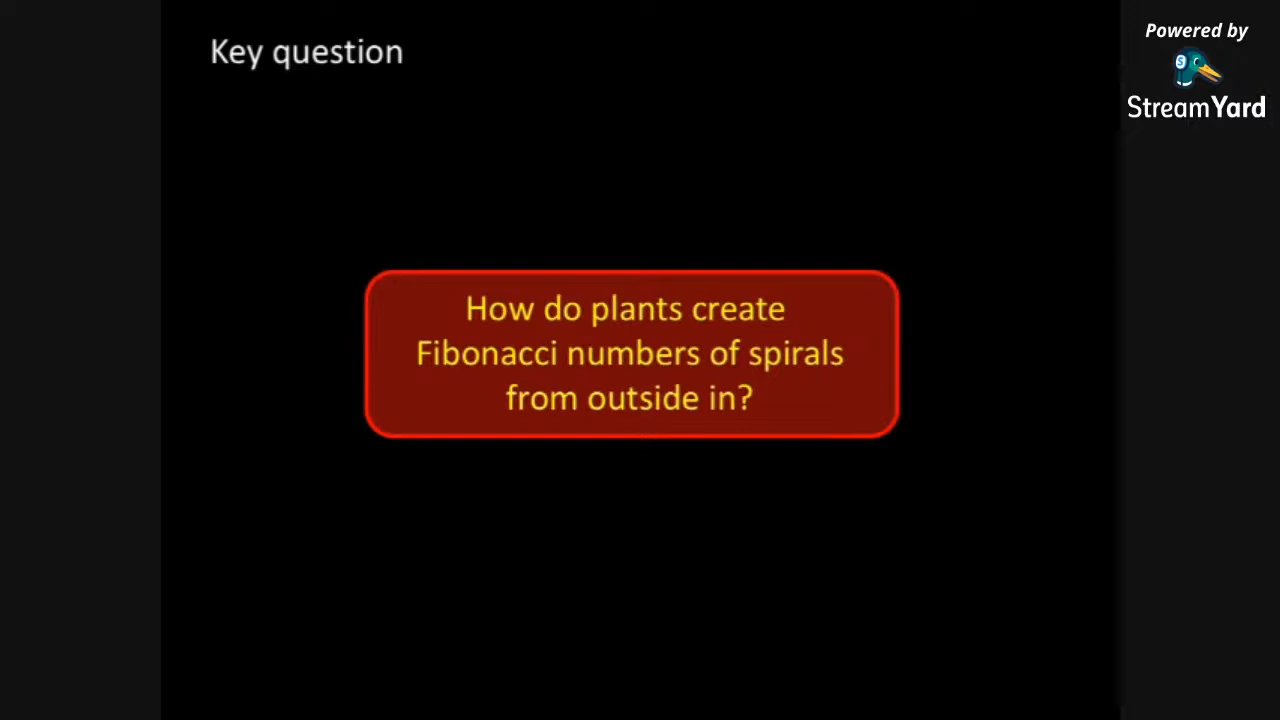 Key question
Powered by
StreamYard
How do plants create
Fibonacci numbers of spirals
from outside in?